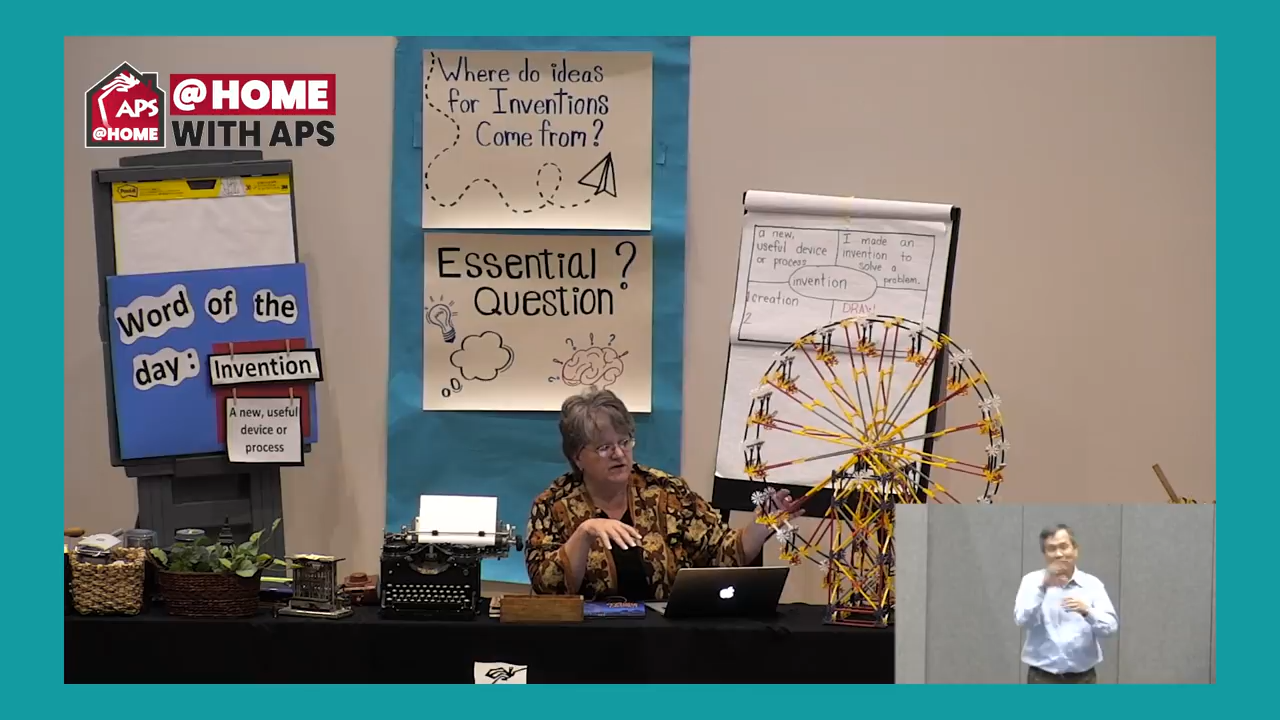 APS
@HOME
@HOME
WITH APS
Post-it
Word of the
day:
Invention
A new, useful
device or
process
Where do ideas
for Inventions
Come from?
Essential ?
Question
a new,
useful device
or process
I made an
invention to
solve a
problem.
invention
creation
2
DRAW!